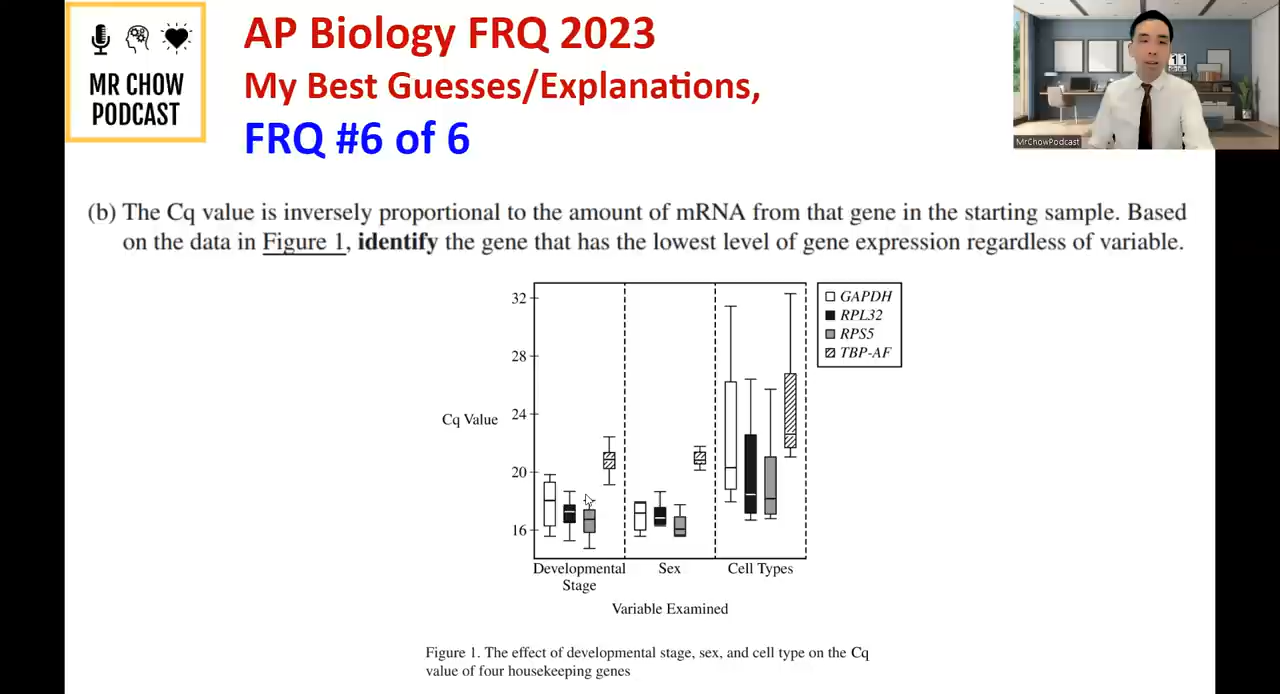 MR CHOW
PODCAST
AP Biology FRQ 2023
My Best Guesses/Explanations,
FRQ #6 of 6
11
MrChowPodcast
(b) The Cq value is inversely proportional to the amount of mRNA from that gene in the starting sample. Based
on the data in Figure 1, identify the gene that has the lowest level of gene expression regardless of variable.
32
28
24
20
16
Cq Value
GAPDH
RPL32
RPS5
TBP-AF
Developmental
Stage
Sex
Cell Types
Variable Examined
Figure 1. The effect of developmental stage, sex, and cell type on the Cq
value of four housekeeping genes